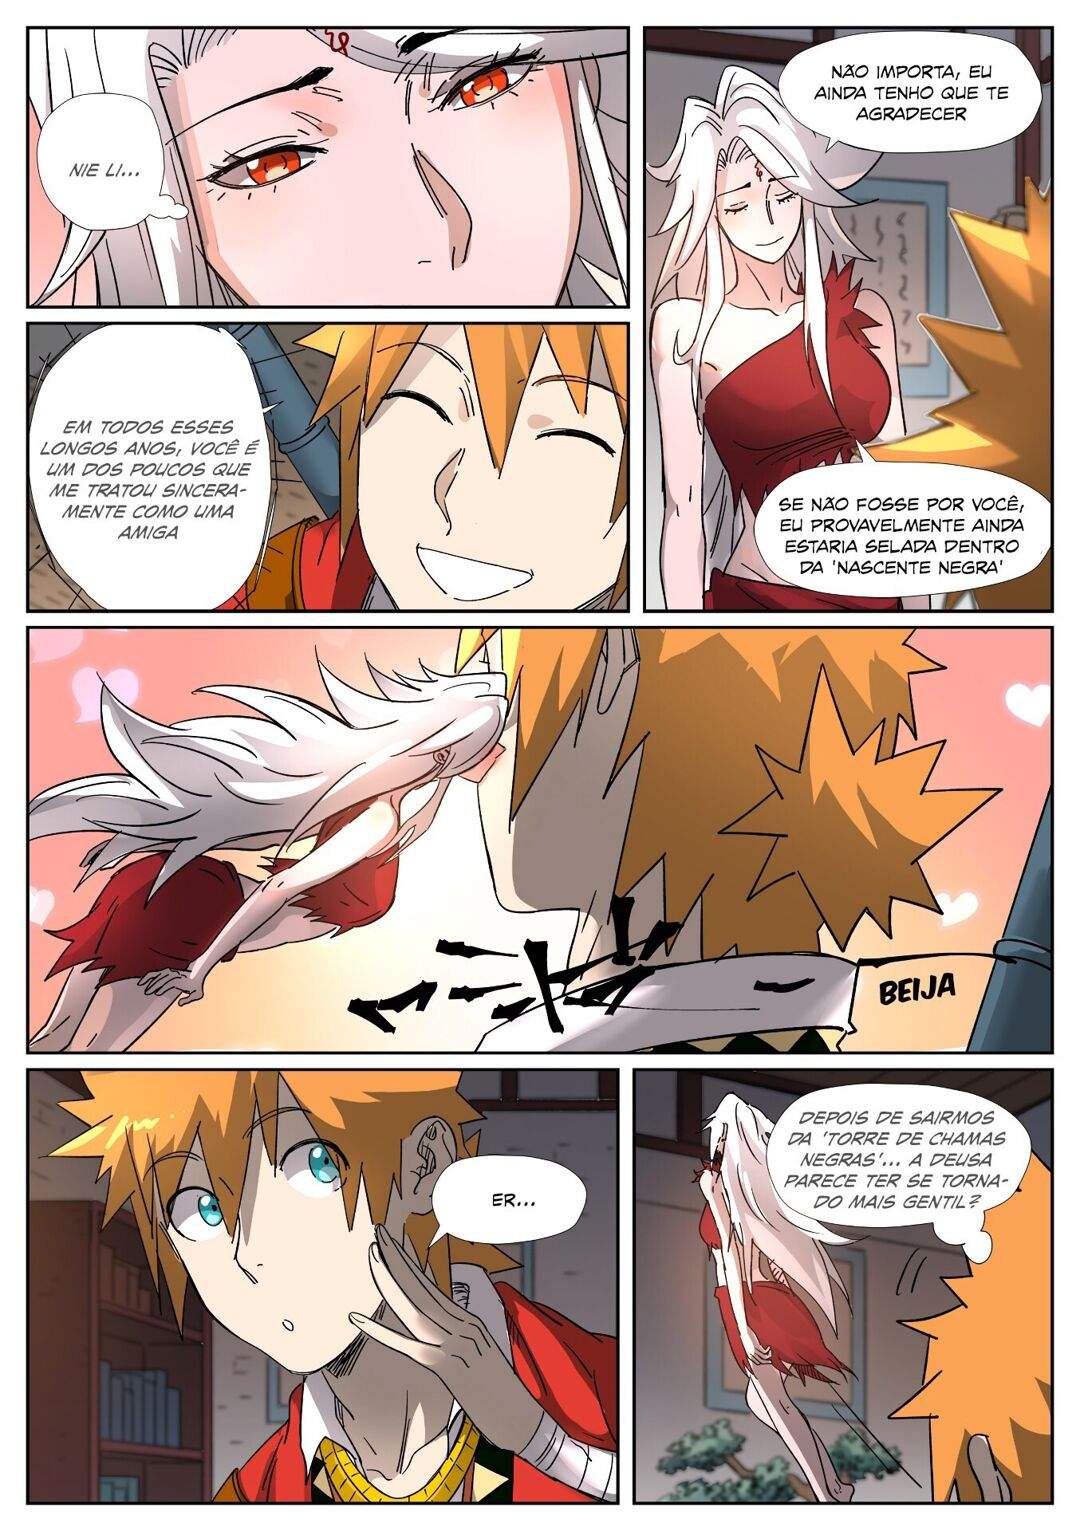 NIE LI...
NÃO IMPORTA, EU
AINDA TENHO QUE TE
AGRADECER
SE NÃO FOSSE POR VOCÊ,
EU PROVAVELMENTE AINDA
ESTARIA SELADA DENTRO
DA 'NASCENTE NEGRA'
EM TODOS ESSES
LONGOS ANOS, VOCÊ É
UM DOS POUCOS QUE
ME TRATOU SINCERA-
MENTE COMO UMA
AMIGA
BEIJA
ER...
DEPOIS DE SAIRMOS
DA 'TORRE DE CHAMAS
NEGRAS'... A DEUSA
PARECE TER SE TORNA-
DO MAIS GENTIL?